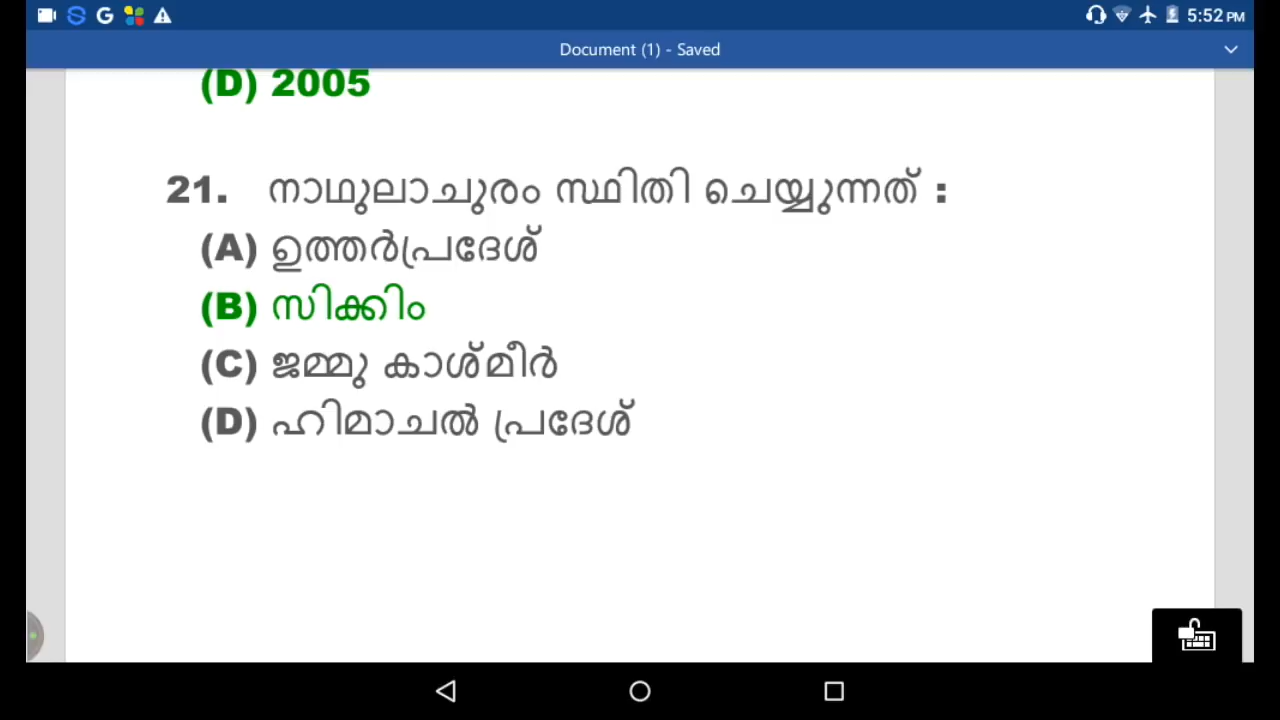 5:52 PM
Document (1) - Saved
(D) 2005
21. നാഥുലാചുരം സ്ഥിതി ചെയ്യുന്നത് :
(A) ഉത്തർപ്രദേശ്
(B) സിക്കിം
(C) ജമ്മു കാശ്മീർ
(D) ഹിമാചൽ പ്രദേശ്